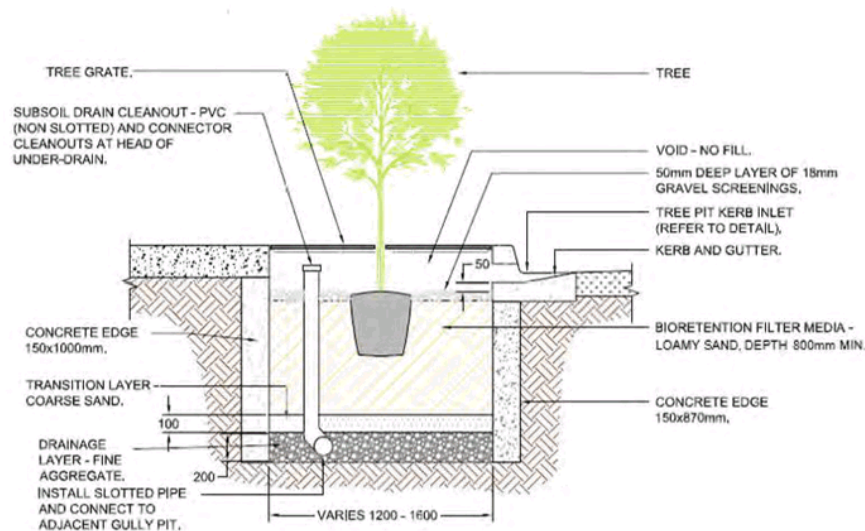 TREE GRATE.
SUBSOIL DRAIN CLEANOUT - PVC
(NON SLOTTED) AND CONNECTOR
CLEANOUTS AT HEAD OF
UNDER-DRAIN.
CONCRETE EDGE
150x1000mm.
TRANSITION LAYER -
COARSE SAND.
100
DRAINAGE
LAYER - FINE
AGGREGATE.
200
INSTALL SLOTTED PIPE
AND CONNECT TO
ADJACENT GULLY PIT.
VARIES 1200 - 1600
TREE
VOID - NO FILL.
50mm DEEP LAYER OF 18mm
GRAVEL SCREENINGS.
TREE PIT KERB INLET
(REFER TO DETAIL).
50
KERB AND GUTTER.
BIORETENTION FILTER MEDIA -
LOAMY SAND, DEPTH 800mm MIN.
CONCRETE EDGE
150x870mm.